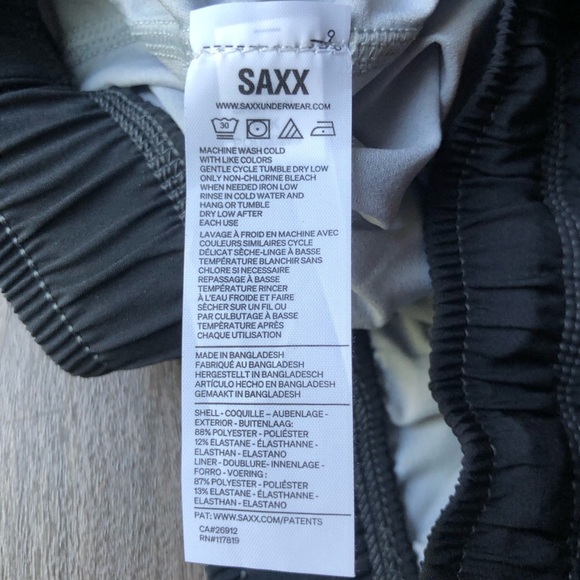 SAXX
WWW.SAXXUNDERWEAR.COM
30
MACHINE WASH COLD
WITH LIKE COLORS
GENTLE CYCLE TUMBLE DRY LOW
ONLY NON-CHLORINE BLEACH
WHEN NEEDED IRON LOW
RINSE IN COLD WATER AND
HANG OR TUMBLE
DRY LOW AFTER
EACH USE
LAVAGE À FROID EN MACHINE AVEC
COULEURS SIMILAIRES CYCLE
DÉLICAT SÈCHE-LINGE À BASSE
TEMPÉRATURE BLANCHIR SANS
CHLORE SI NECESSAIRE
REPASSAGE À BASSE
TEMPÉRATURE RINCER
À L'EAU FROIDE ET FAIRE
SÉCHER SUR UN FIL OU
PAR CULBUTAGE À BASSE
TEMPÉRATURE APRÈS
CHAQUE UTILISATION
MADE IN BANGLADESH
FABRIQUÉ AU BANGLADESH
HERGESTELLT IN BANGLADESCH
ARTÍCULO HECHO EN BANGLADESH
GEMAAKT IN BANGLADESH
SHELL - COQUILLE - AUßENLAGE -
EXTERIOR - BUITENLAAG:
88% POLYESTER - POLIÉSTER
12% ELASTANE - ÉLASTHANNE -
ELASTHAN - ELASTANO
LINER - DOUBLURE- INNENLAGE -
FORRO - VOERING ;
87% POLYESTER - POLIÉSTER
13% ELASTANE - ÉLASTHANNE -
ELASTHAN - ELASTANO
PAT: WWW.SAXX.COM/PATENTS
CA#26912
RN#117819